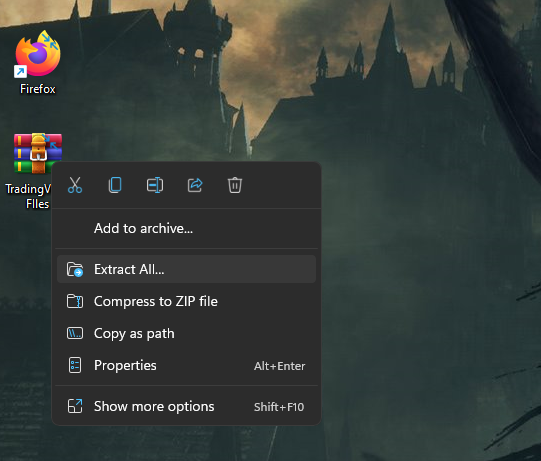 Firefox
TradingV
FIles
Add to archive...
Extract All...
Compress to ZIP file
Copy as path
Properties Alt+Enter
Show more options Shift+F10